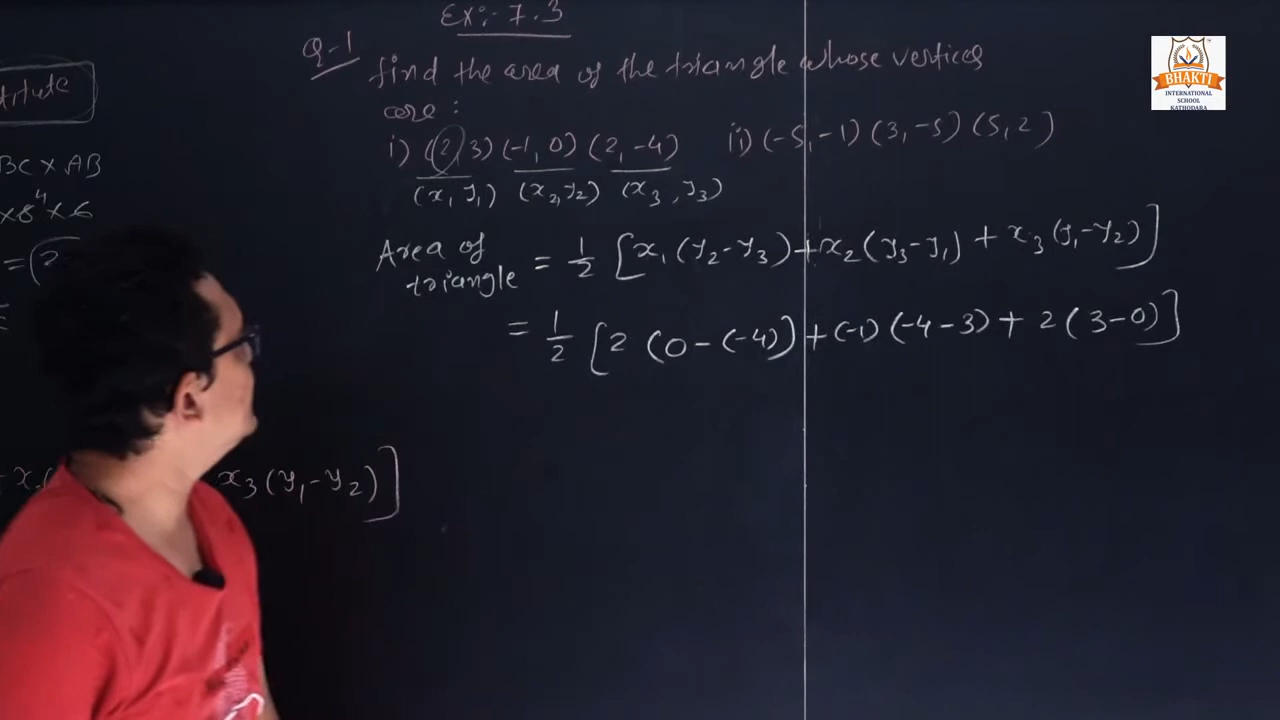 Ex:- 7.3
Q-1 find the area of the triangle whose vertices
are:
i) (2, 3) (-1, 0) (2, -4) ii) (-5, -1) (3, -5) (5, 2)
(x, y₁) (x₂, y₂) (x₃, y₃)
Area of triangle = 1/2 [x₁(y₂-y₃)+x₂(y₃-y₁)+x₃(y₁-y₂)]
= 1/2 [2 (0-(-4))+(-1)(-4-3)+2(3-0)]
BC×AB
×8⁴×6
x₃(y₁-y₂)]
BHAKTI
INTERNATIONAL
SCHOOL
KATHODARA